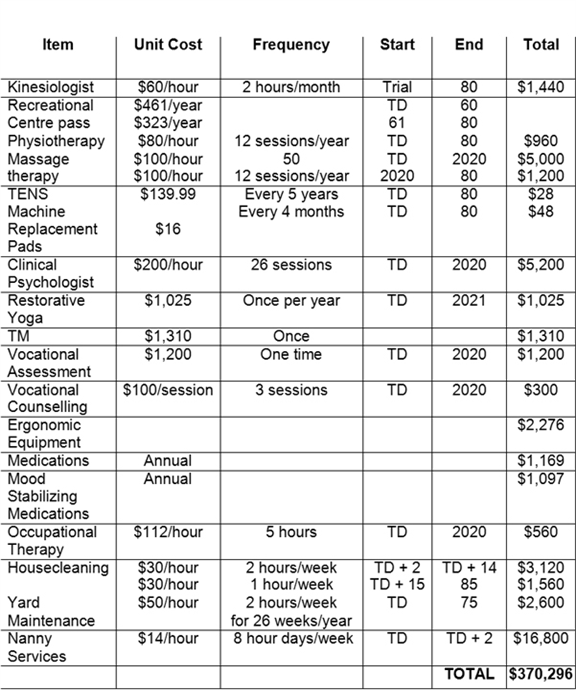 Item Unit Cost Frequency Start End Total
Kinesiologist $60/hour 2 hours/month Trial 80 $1,440
Recreational $461/year TD 60
Centre pass $323/year 61 80
Physiotherapy $80/hour 12 sessions/year TD 80 $960
Massage $100/hour 50 TD 2020 $5,000
therapy $100/hour 12 sessions/year 2020 80 $1,200
TENS $139.99 Every 5 years TD 80 $28
Machine Every 4 months TD 80 $48
Replacement $16
Pads
Clinical $200/hour 26 sessions TD 2020 $5,200
Psychologist
Restorative $1,025 Once per year TD 2021 $1,025
Yoga
TM $1,310 Once $1,310
Vocational $1,200 One time TD 2020 $1,200
Assessment
Vocational $100/session 3 sessions TD 2020 $300
Counselling
Ergonomic $2,276
Equipment
Medications Annual $1,169
Mood Annual $1,097
Stabilizing
Medications
Occupational $112/hour 5 hours TD 2020 $560
Therapy
Housecleaning $30/hour 2 hours/week TD + 2 TD + 14 $3,120
$30/hour 1 hour/week TD + 15 85 $1,560
Yard $50/hour 2 hours/week TD 75 $2,600
Maintenance for 26 weeks/year
Nanny $14/hour 8 hour days/week TD TD + 2 $16,800
Services
TOTAL $370,296